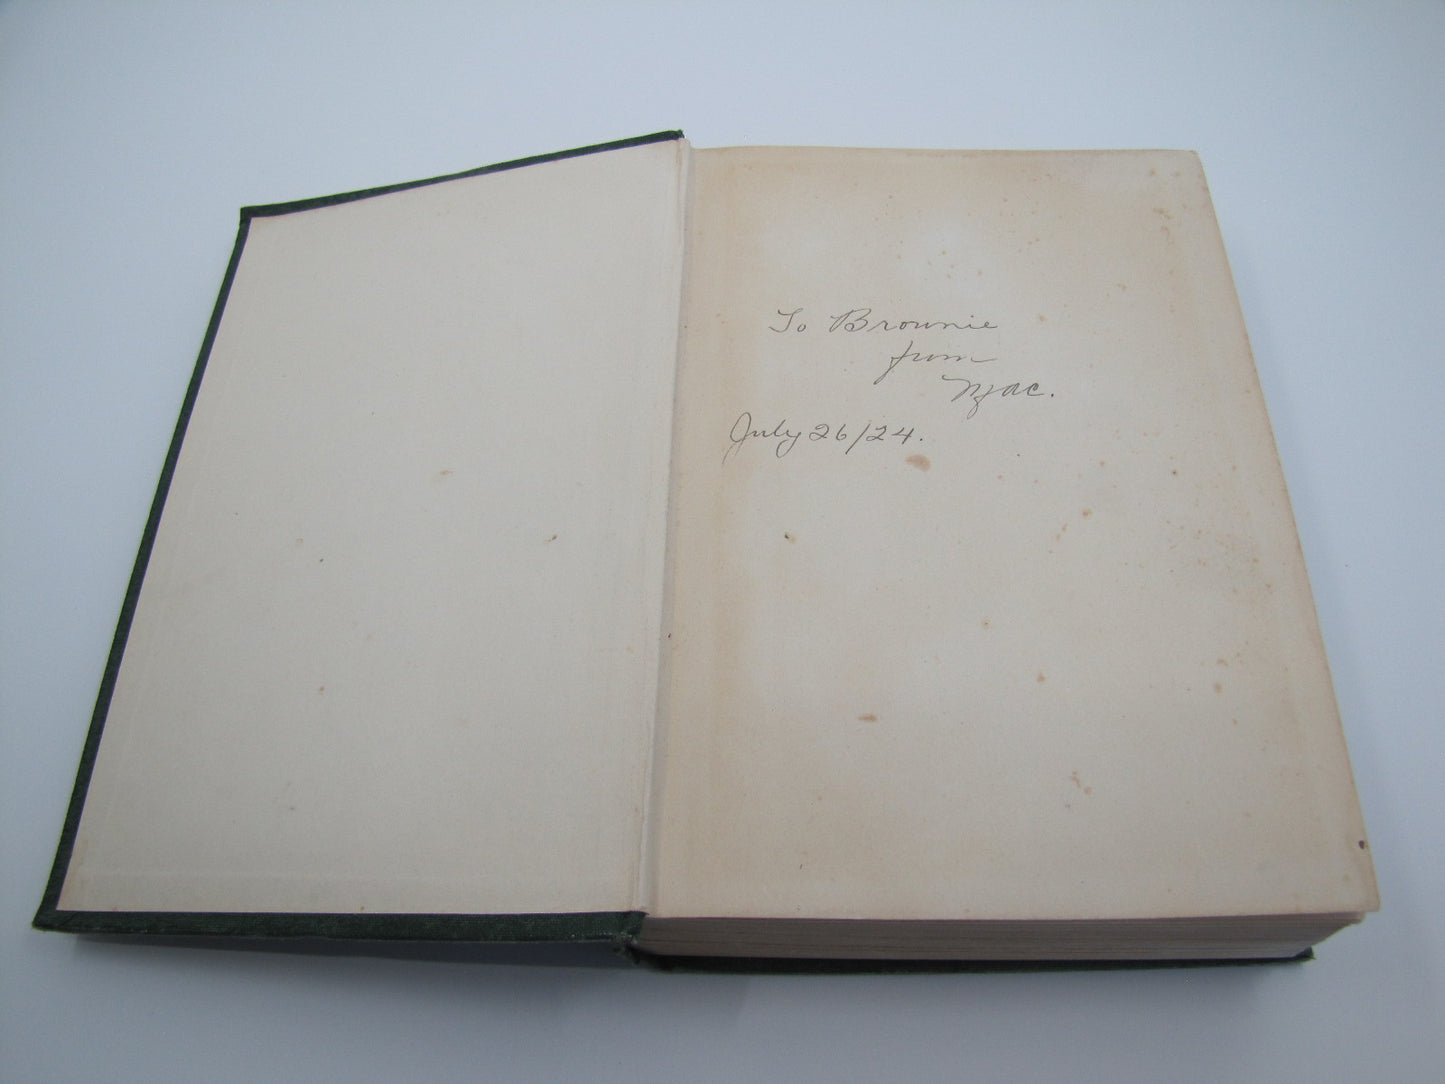 To Brownie
from
Mac.
July 26/24.